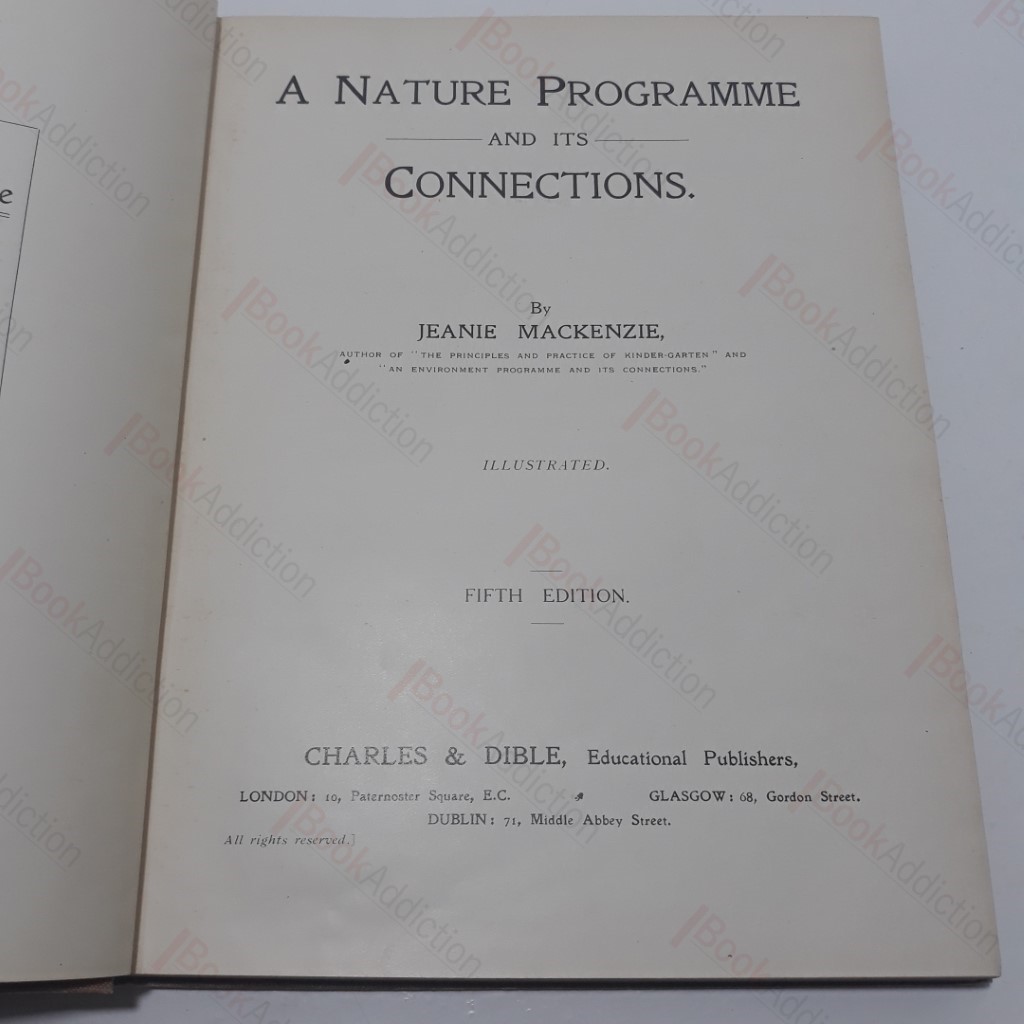 e
A NATURE PROGRAMME
AND ITS
CONNECTIONS.
By
JEANIE MACKENZIE,
AUTHOR OF "THE PRINCIPLES AND PRACTICE OF KINDER-GARTEN" AND
"AN ENVIRONMENT PROGRAMME AND ITS CONNECTIONS."
ILLUSTRATED.
FIFTH EDITION.
CHARLES & DIBLE, Educational Publishers,
LONDON: 10, Paternoster Square, E.C. GLASGOW: 68, Gordon Street.
DUBLIN: 71, Middle Abbey Street.
All rights reserved.]
BookAddiction